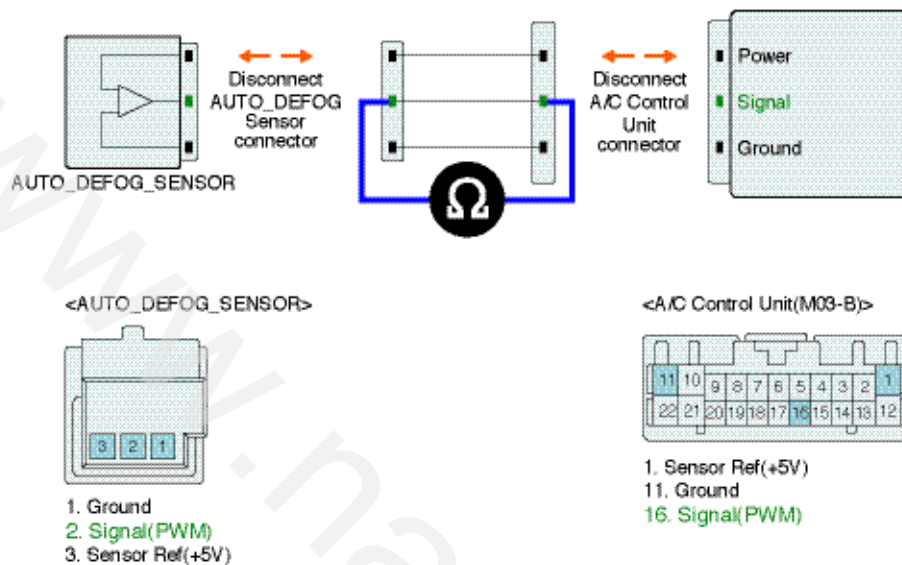 Disconnect
AUTO_DEFOG
Sensor
connector
Disconnect
A/C Control
Unit
connector
Power
Signal
Ground
AUTO_DEFOG_SENSOR
Ω
<AUTO_DEFOG_SENSOR>
3 2 1
1. Ground
2. Signal(PWM)
3. Sensor Ref(+5V)
<A/C Control Unit(M03-B)>
11 10 9 8 7 6 5 4 3 2 1
22 21 20 19 18 17 16 15 14 13 12
1. Sensor Ref(+5V)
11. Ground
16. Signal(PWM)
www.na